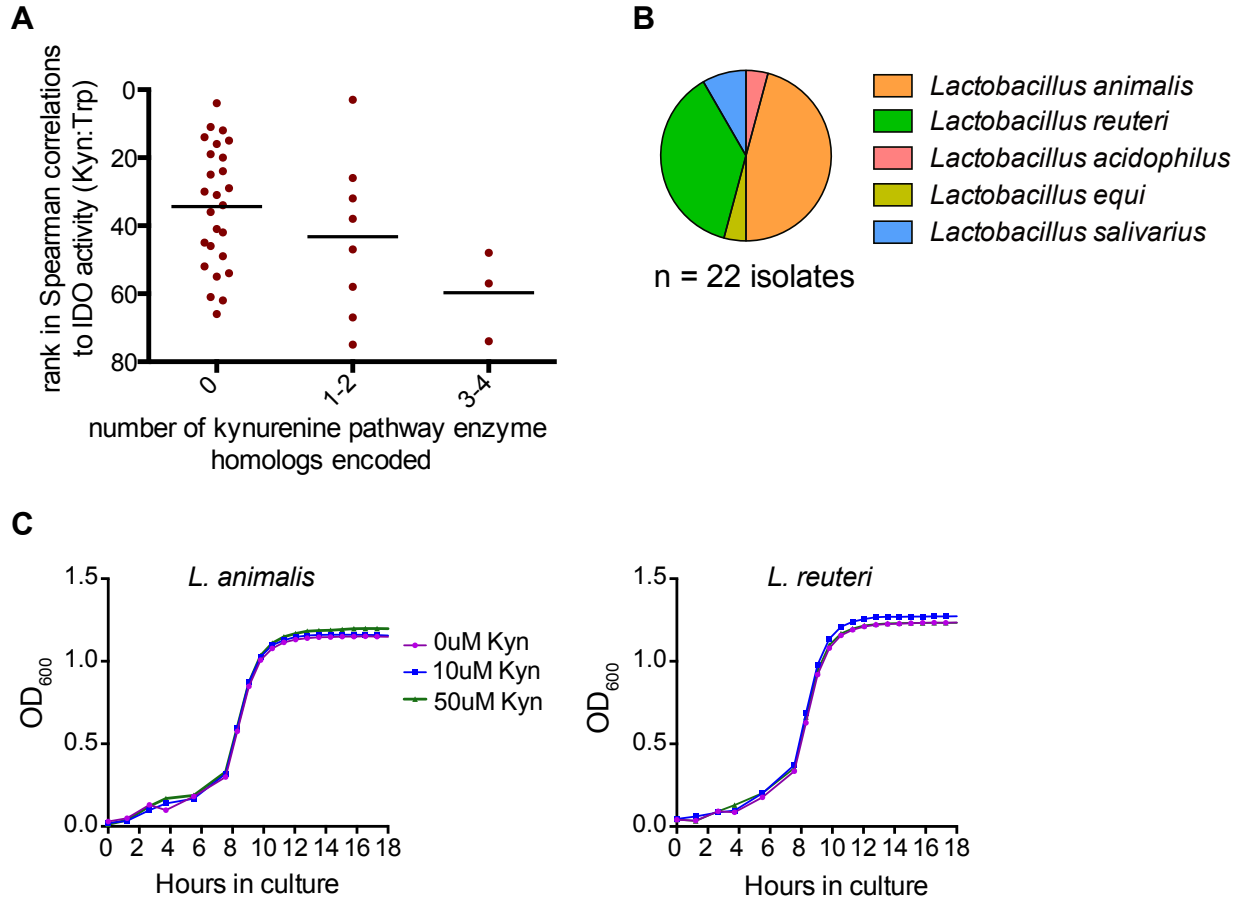 A
rank in Spearman correlations
to IDO activity (Kyn:Trp)
0
20
40
60
80
0
1-2
3-4
number of kynurenine pathway enzyme
homologs encoded
B
n = 22 isolates
Lactobacillus animalis
Lactobacillus reuteri
Lactobacillus acidophilus
Lactobacillus equi
Lactobacillus salivarius
C
L. animalis
OD600
1.5
1.0
0.5
0.0
0 2 4 6 8 10 12 14 16 18
Hours in culture
0uM Kyn
10uM Kyn
50uM Kyn
L. reuteri
OD600
1.5
1.0
0.5
0.0
0 2 4 6 8 10 12 14 16 18
Hours in culture